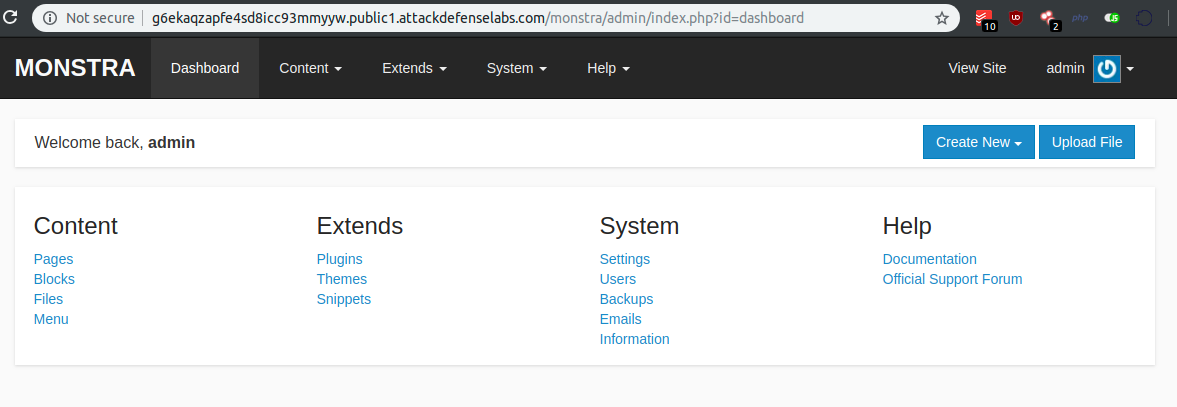 Not secure g6ekaqzapfe4sd8icc93mmyyw.public1.attackdefenselabs.com/monstra/admin/index.php?id=dashboard 10 UD 2 php JS
MONSTRA Dashboard Content Extends System Help View Site admin
Welcome back, admin Create New Upload File
Content Extends System Help
Pages Plugins Settings Documentation
Blocks Themes Users Official Support Forum
Files Snippets Backups
Menu Emails
Information